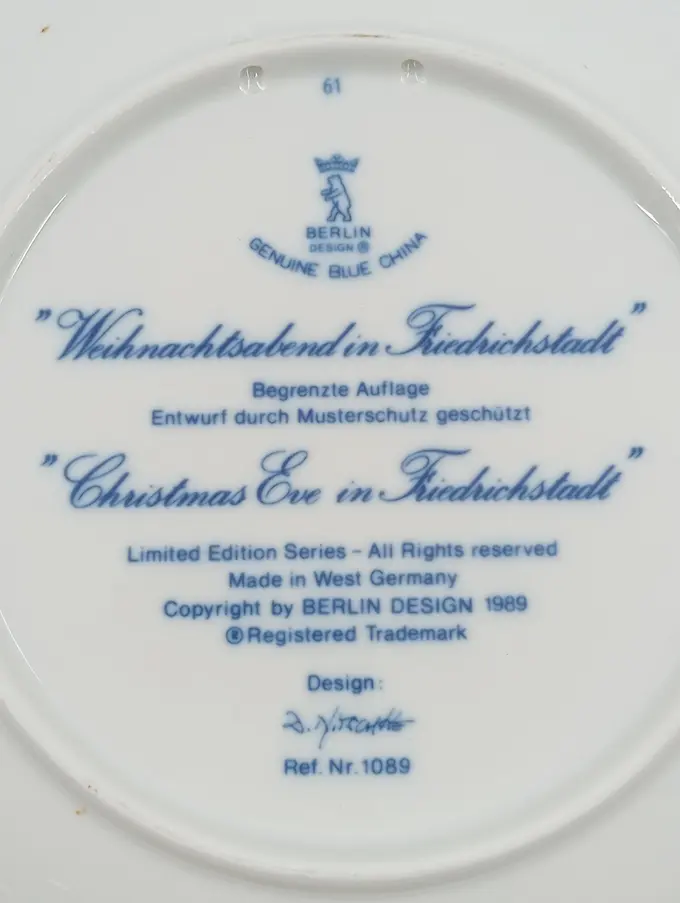 61
BERLIN
DESIGN ®
GENUINE BLUE CHINA
"Weihnachtsabend in Friedrichstadt"
Begrenzte Auflage
Entwurf durch Musterschutz geschützt
"Christmas Eve in Friedrichstadt"
Limited Edition Series - All Rights reserved
Made in West Germany
Copyright by BERLIN DESIGN 1989
®Registered Trademark
Design:
Ref. Nr. 1089